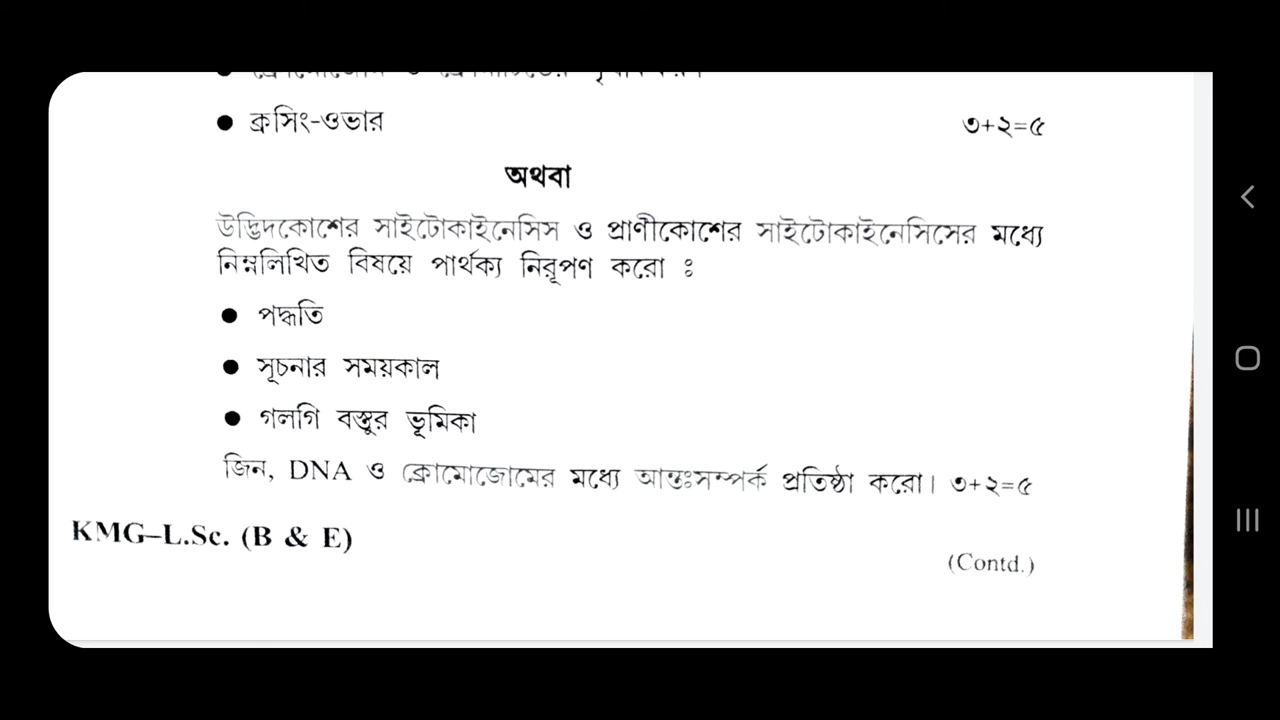 ● ক্রসিং-ওভার ৩+২=৫
অথবা
উদ্ভিদকোশের সাইটোকাইনেসিস ও প্রাণীকোশের সাইটোকাইনেসিসের মধ্যে
নিম্নলিখিত বিষয়ে পার্থক্য নিরূপণ করো ঃ
● পদ্ধতি
● সূচনার সময়কাল
● গলগি বস্তুর ভূমিকা
জিন, DNA ও ক্রোমোজোমের মধ্যে আন্তঃসম্পর্ক প্রতিষ্ঠা করো। ৩+২=৫
KMG–L.Sc. (B & E)
(Contd.)